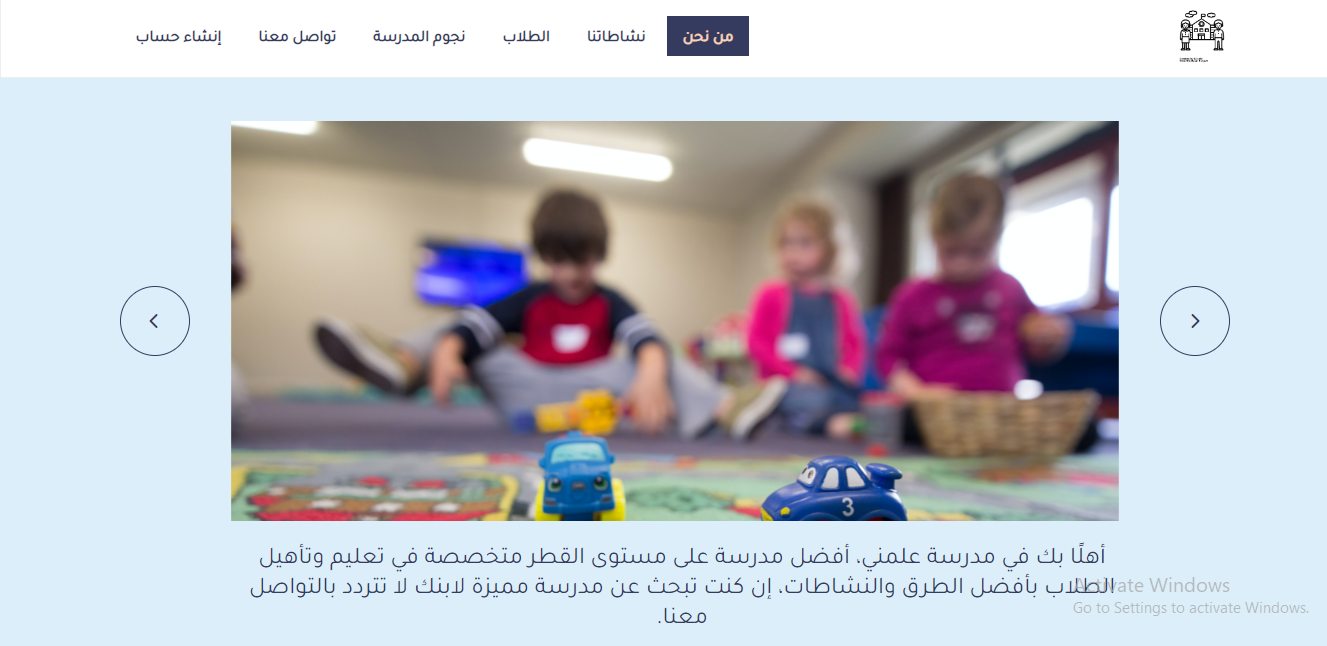 من نحن
نشاطاتنا
الطلاب
نجوم المدرسة
تواصل معنا
إنشاء حساب
3
أهلًا بك في مدرسة علمني، أفضل مدرسة على مستوى القطر متخصصة في تعليم وتأهيل
الطلاب بأفضل الطرق والنشاطات، إن كنت تبحث عن مدرسة مميزة لابنك لا تتردد بالتواصل
معنا.
Activate Windows
Go to Settings to activate Windows.